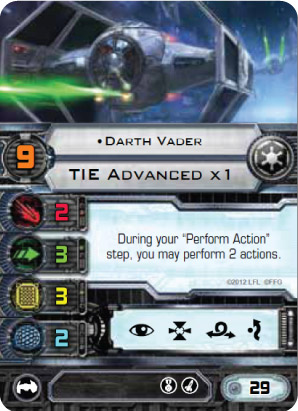 •Darth Vader
9
TIE Advanced x1
2
3
3
2
During your "Perform Action"
step, you may perform 2 actions.
©2012 LFL ©FFG
29